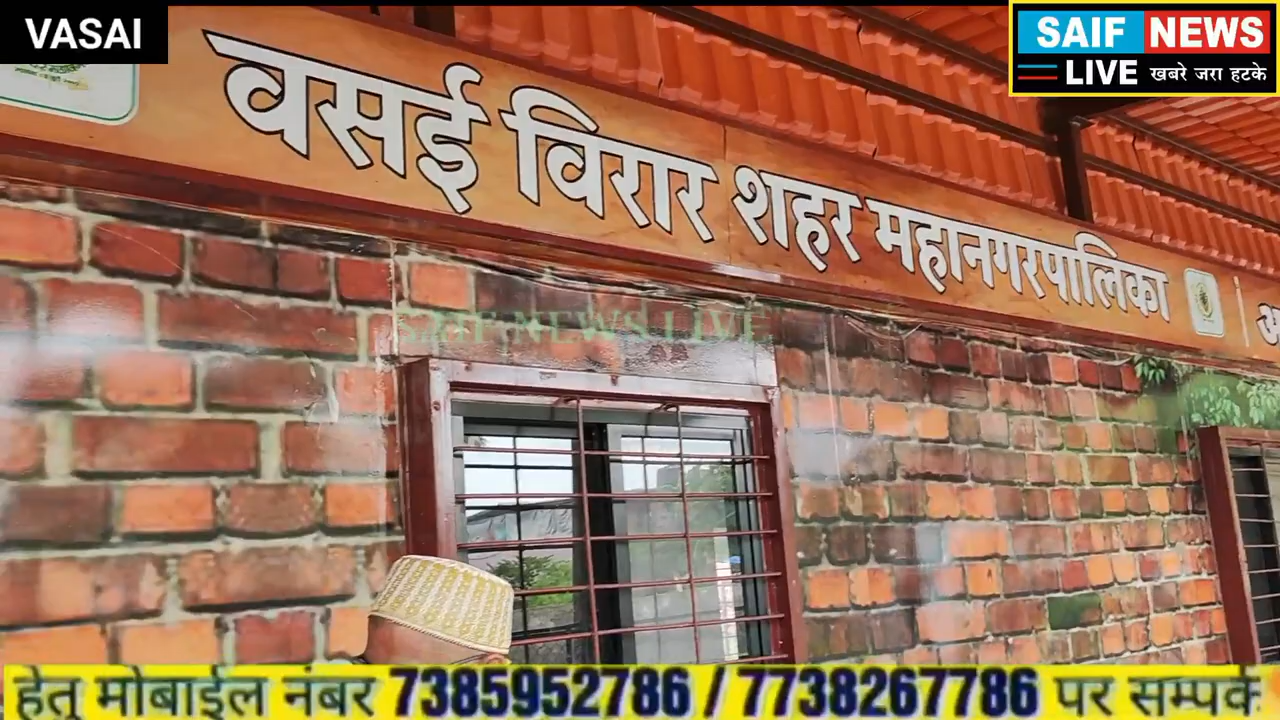 VASAI
SAIF NEWS
LIVE खबरे जरा हटके
वसई विरार शहर महानगरपालिका
SAIF NEWS LIVE
हेतु मोबाईल नंबर 7385952786 / 7738267786 पर सम्पर्क